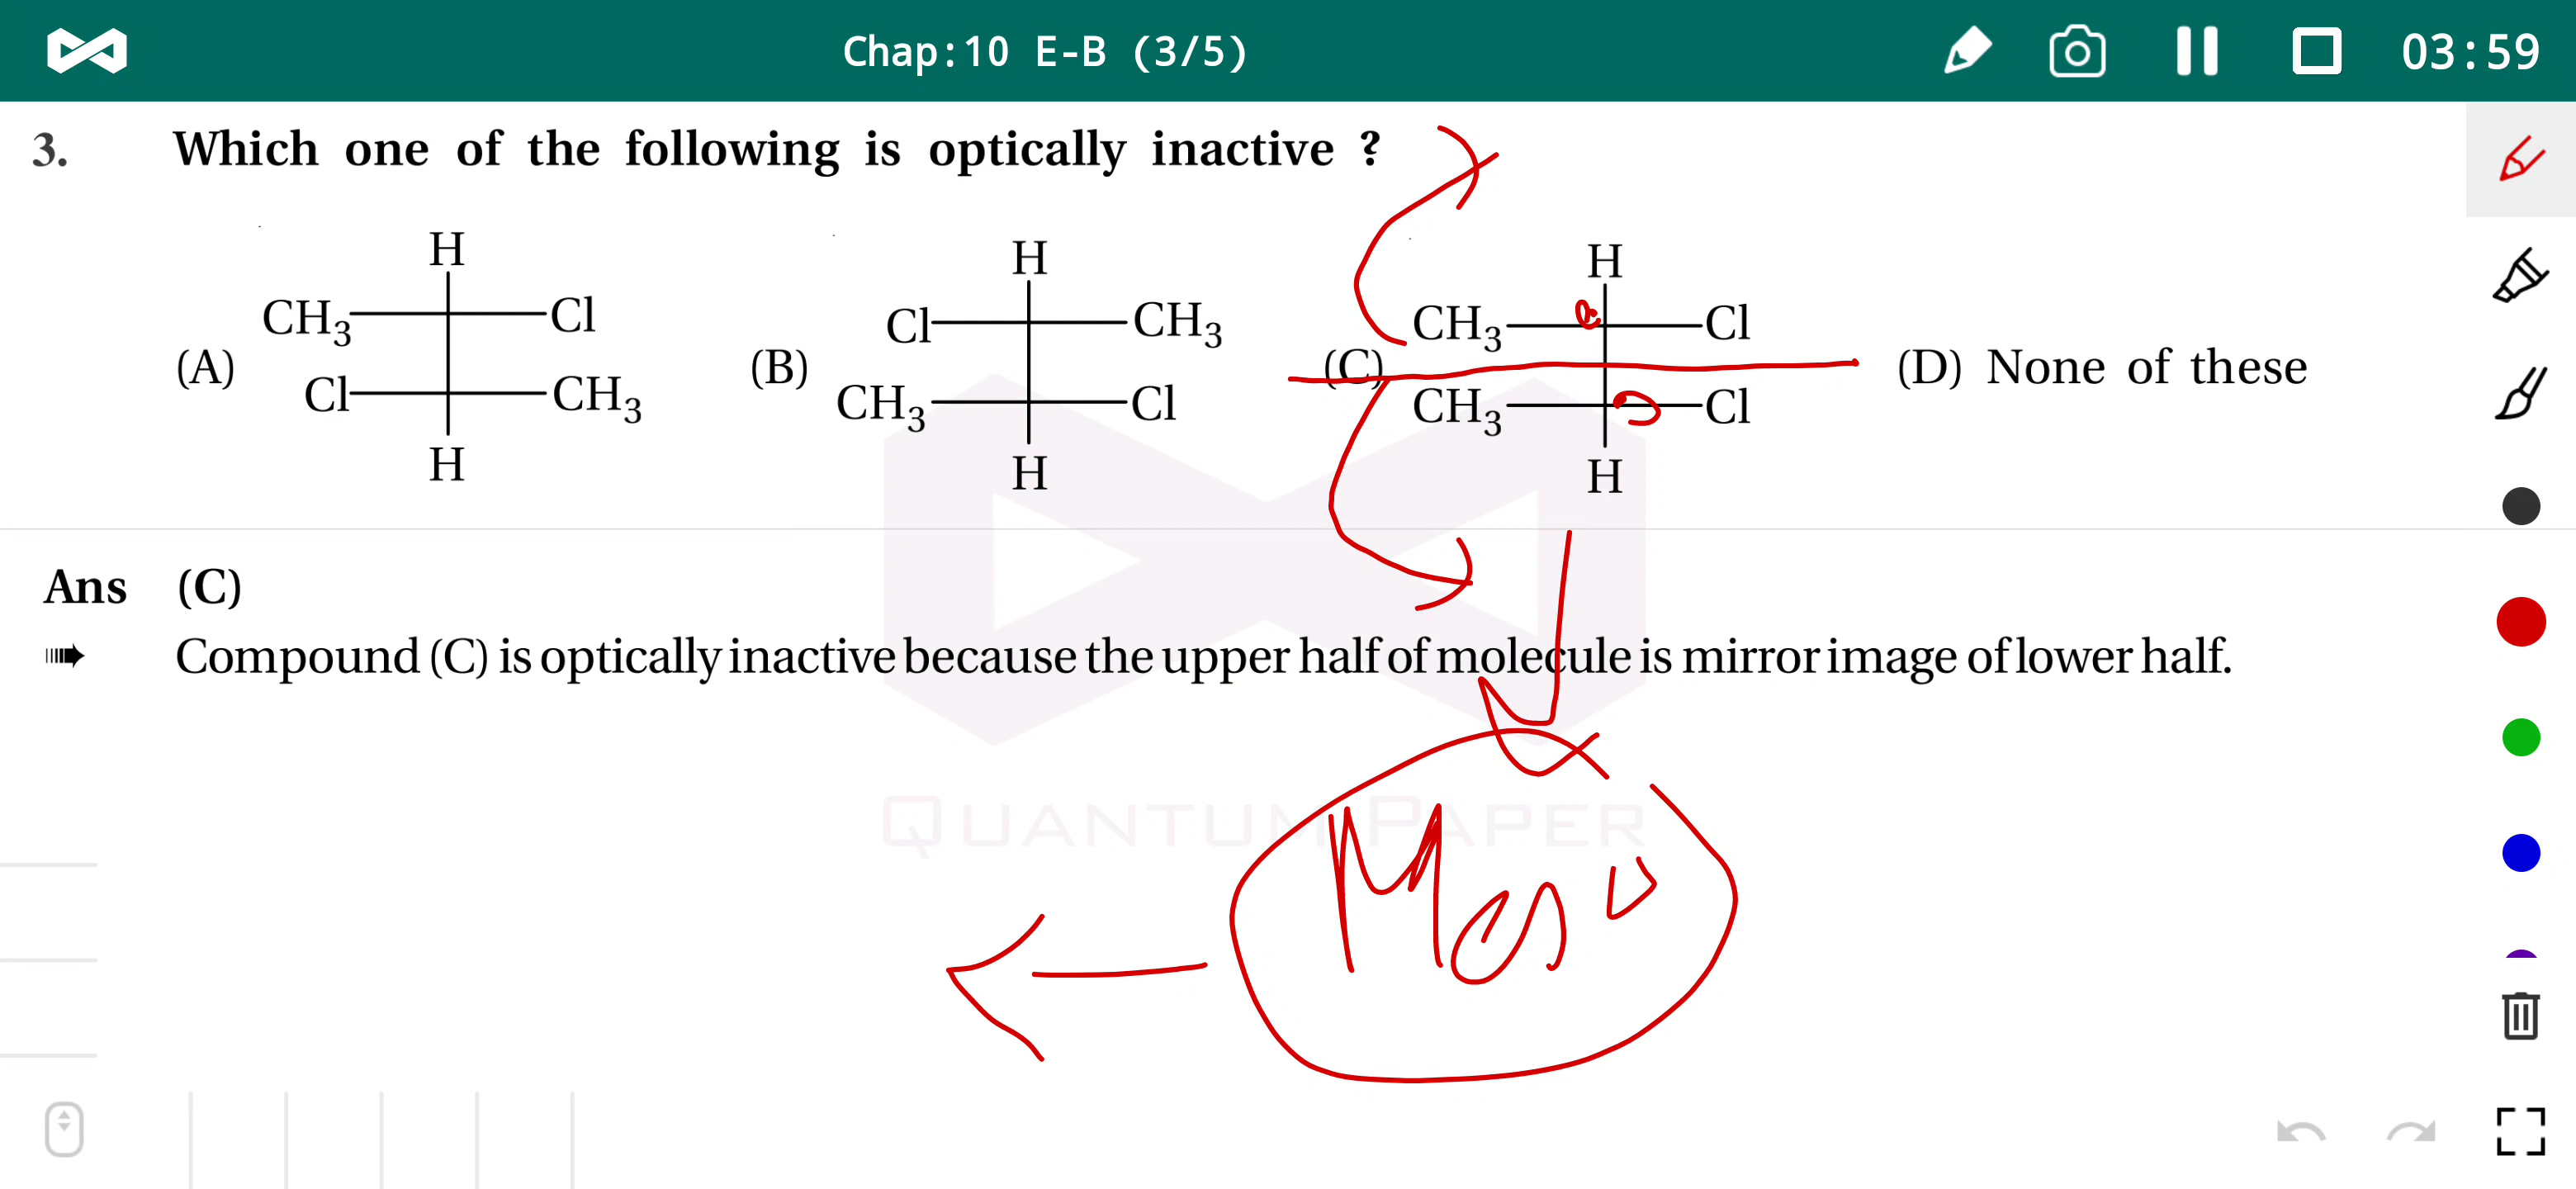 Chap:10 E-B (3/5)
03:59
3. Which one of the following is optically inactive ?
(A)
H
CH3 Cl
Cl CH3
H
(B)
H
Cl CH3
CH3 Cl
H
(C)
H
CH3 Cl
CH3 Cl
H
(D) None of these
Ans (C)
Compound (C) is optically inactive because the upper half of molecule is mirror image of lower half.
QUANTUM PAPER
Meso